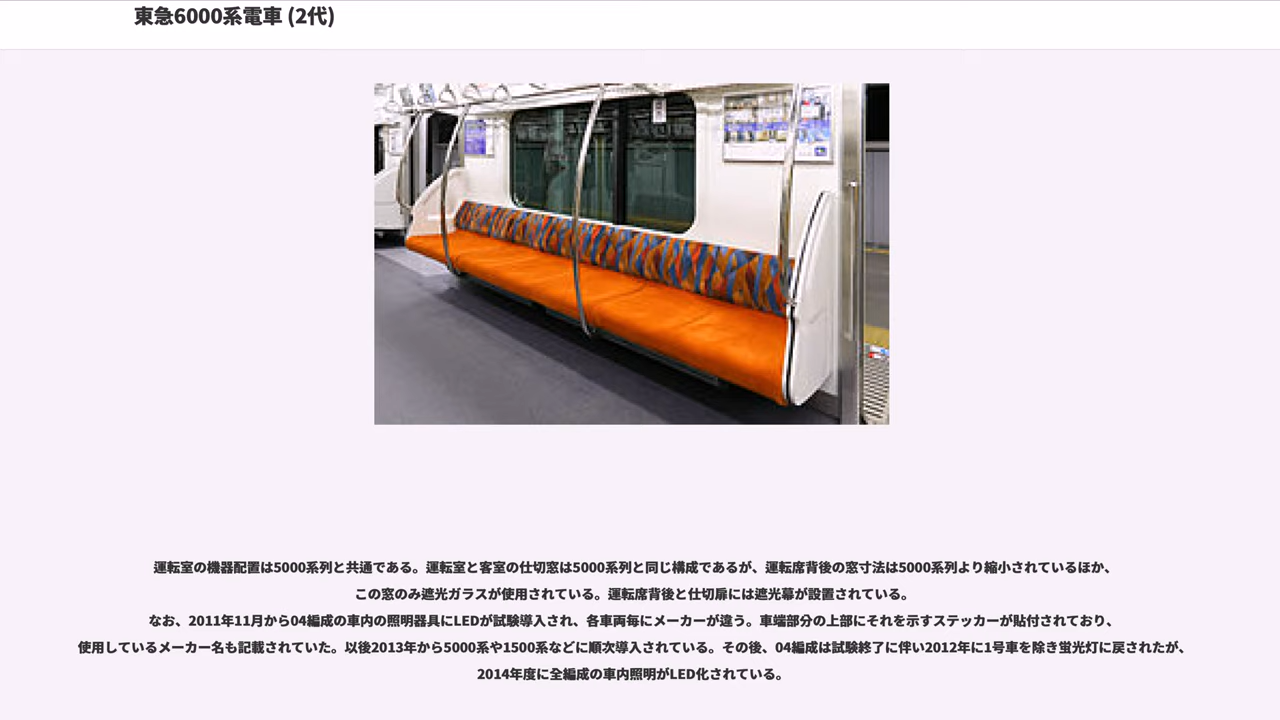 東急6000系電車 (2代)
運転室の機器配置は5000系列と共通である。運転室と客室の仕切窓は5000系列と同じ構成であるが、運転席背後の窓寸法は5000系列より縮小されているほか、
この窓のみ遮光ガラスが使用されている。運転席背後と仕切扉には遮光幕が設置されている。
なお、2011年11月から04編成の車内の照明器具にLEDが試験導入され、各車両毎にメーカーが違う。車端部分の上部にそれを示すステッカーが貼付されており、
使用しているメーカー名も記載されていた。以後2013年から5000系や1500系などに順次導入されている。その後、04編成は試験終了に伴い2012年に1号車を除き蛍光灯に戻されたが、
2014年度に全編成の車内照明がLED化されている。